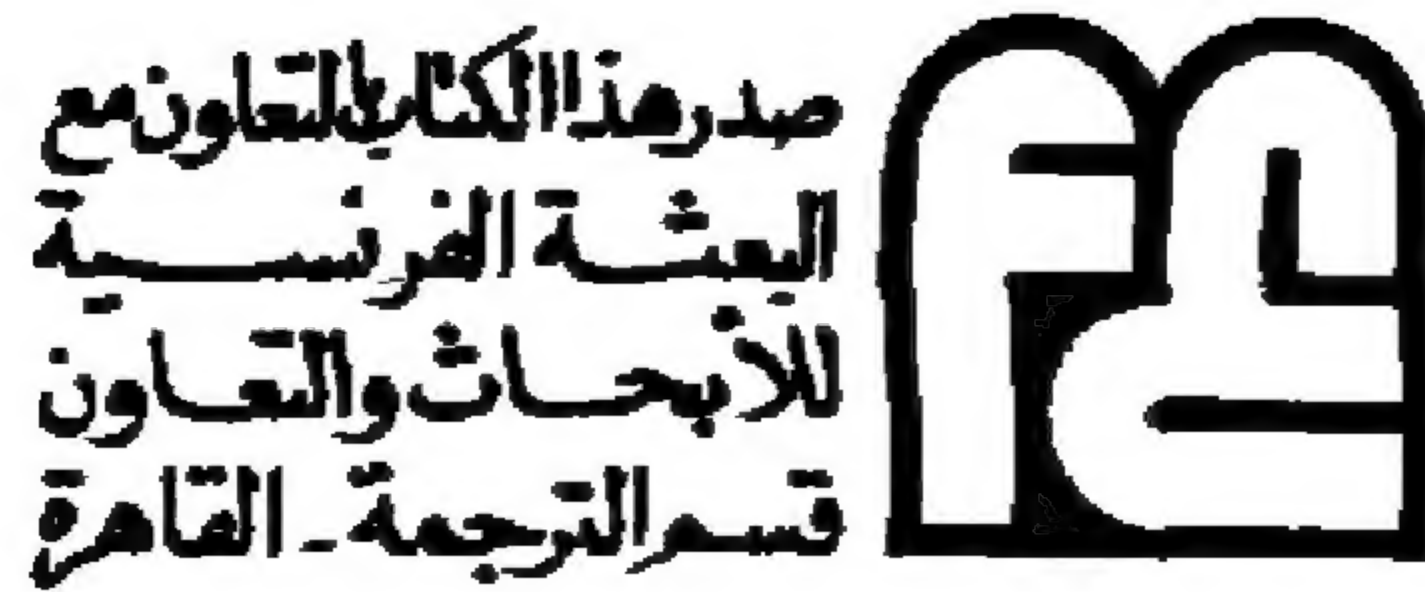 صدر هذا الكتاب بالتعاون مع
البعثة الفرنسية
للأبحاث والتعاون
قسم الترجمة - القاهرة